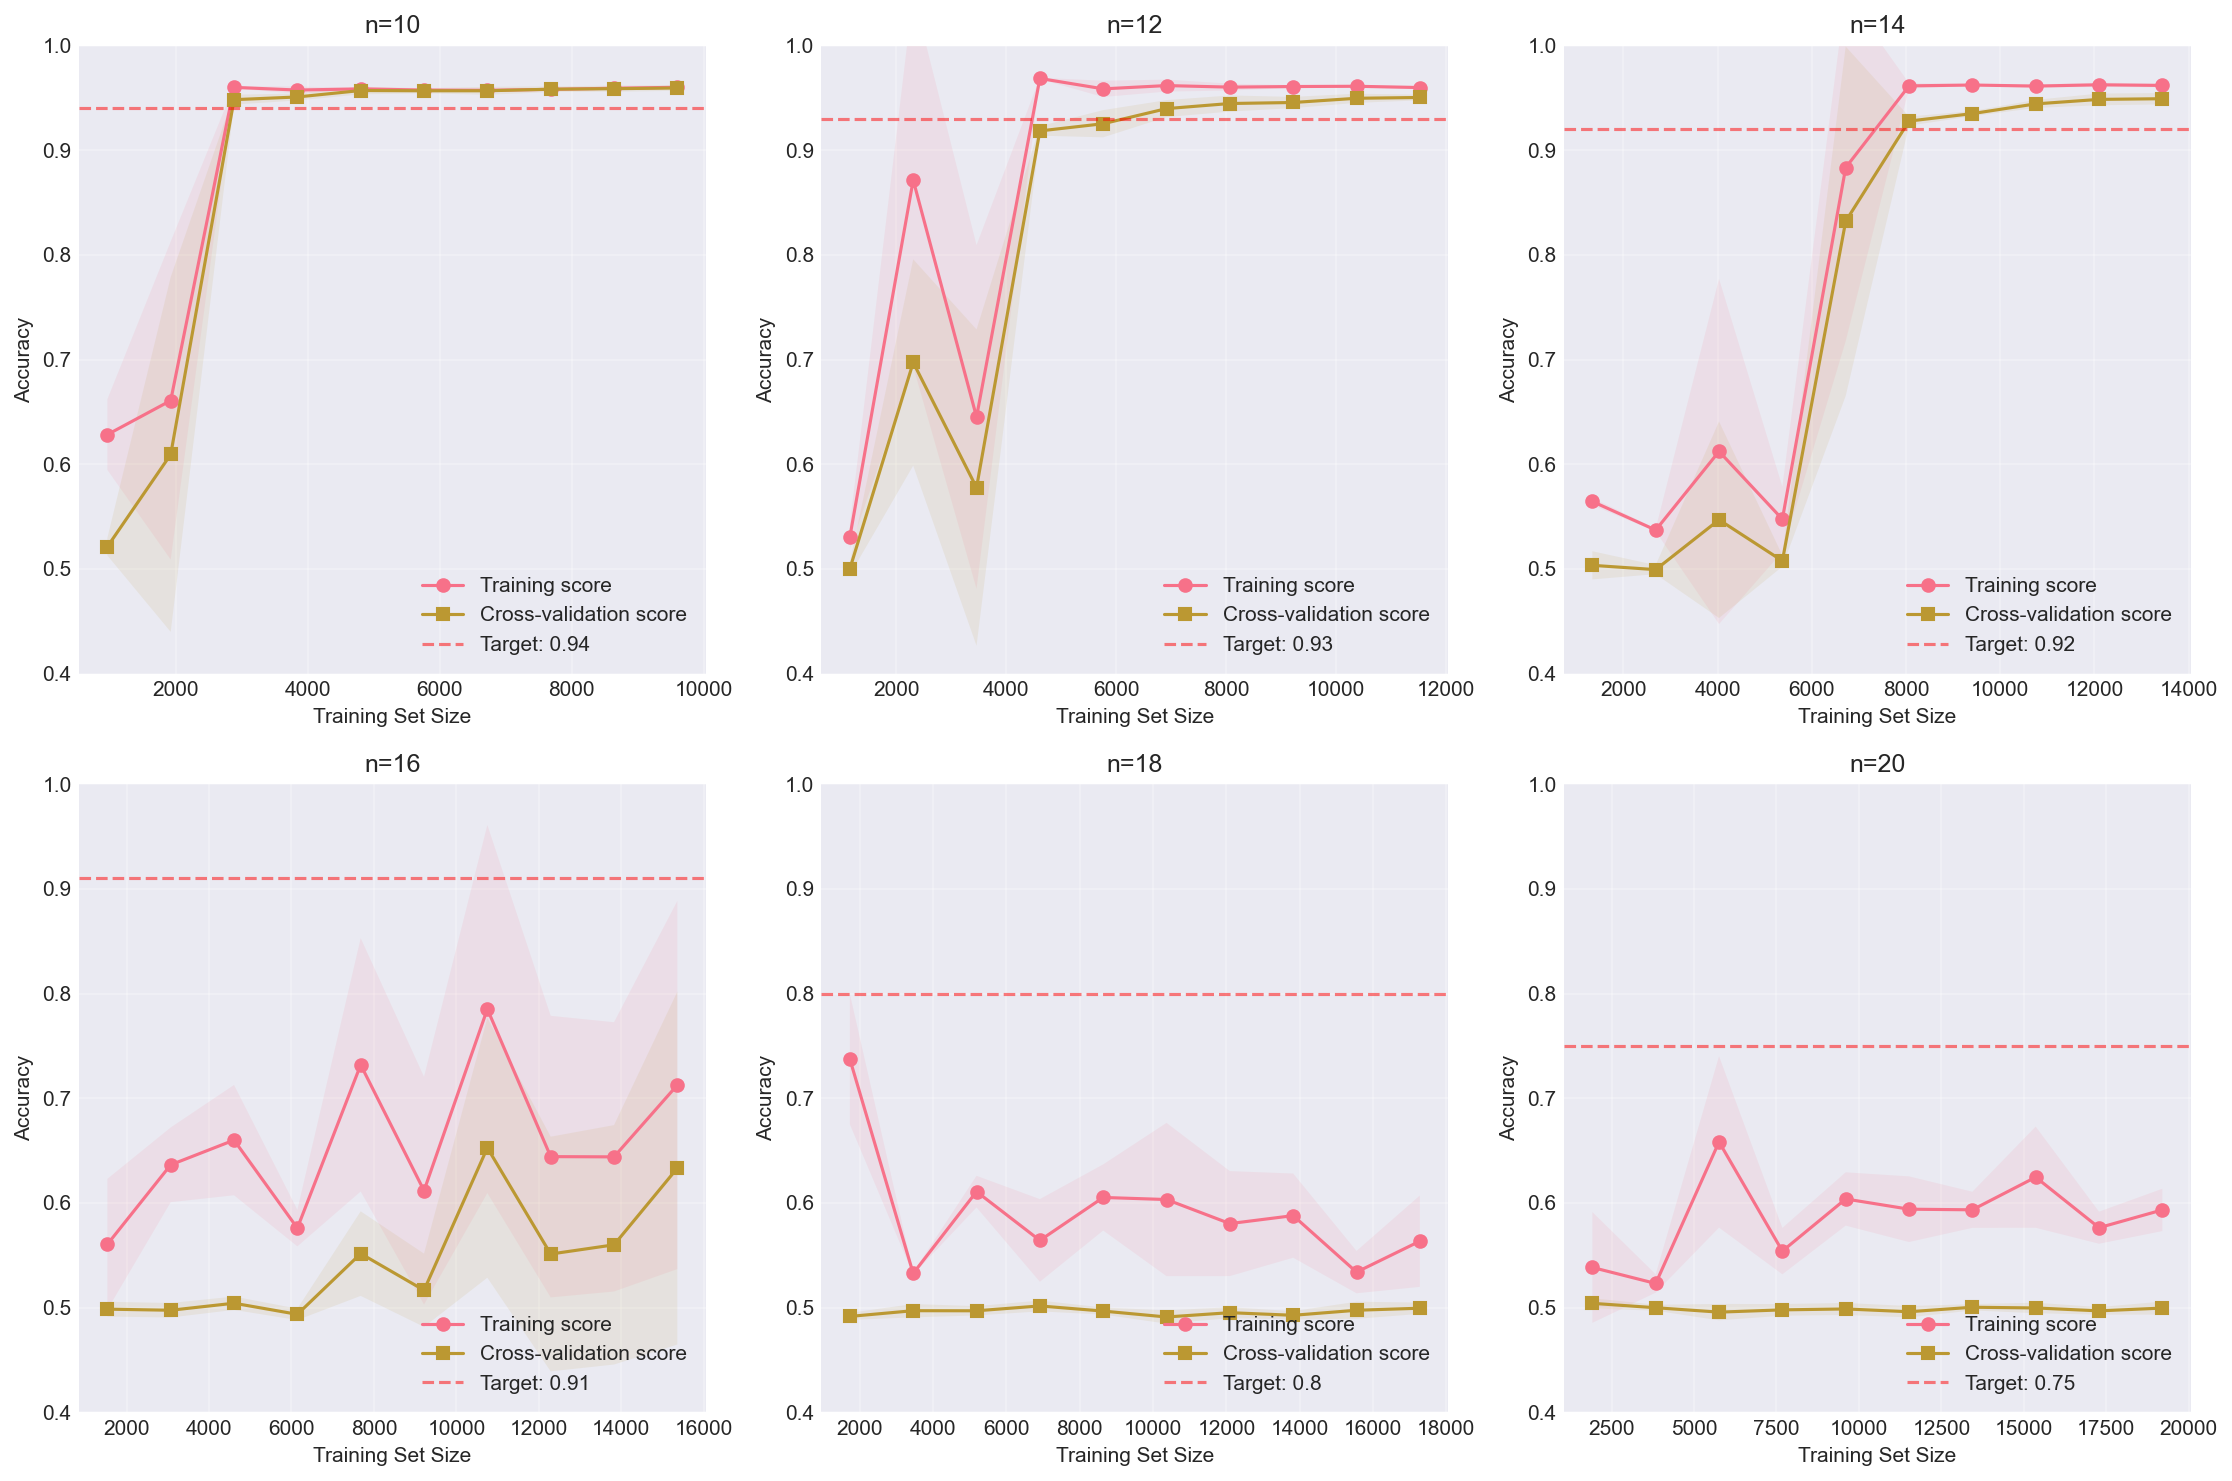 n=10
1.0
0.9
0.8
0.7
0.6
0.5
0.4
Accuracy
Training score
Cross-validation score
Target: 0.94
2000 4000 6000 8000 10000
Training Set Size
n=12
1.0
0.9
0.8
0.7
0.6
0.5
0.4
Accuracy
Training score
Cross-validation score
Target: 0.93
2000 4000 6000 8000 10000 12000
Training Set Size
n=14
1.0
0.9
0.8
0.7
0.6
0.5
0.4
Accuracy
Training score
Cross-validation score
Target: 0.92
2000 4000 6000 8000 10000 12000 14000
Training Set Size
n=16
1.0
0.9
0.8
0.7
0.6
0.5
0.4
Accuracy
Training score
Cross-validation score
Target: 0.91
2000 4000 6000 8000 10000 12000 14000 16000
Training Set Size
n=18
1.0
0.9
0.8
0.7
0.6
0.5
0.4
Accuracy
Training score
Cross-validation score
Target: 0.8
2000 4000 6000 8000 10000 12000 14000 16000 18000
Training Set Size
n=20
1.0
0.9
0.8
0.7
0.6
0.5
0.4
Accuracy
Training score
Cross-validation score
Target: 0.75
2500 5000 7500 10000 12500 15000 17500 20000
Training Set Size